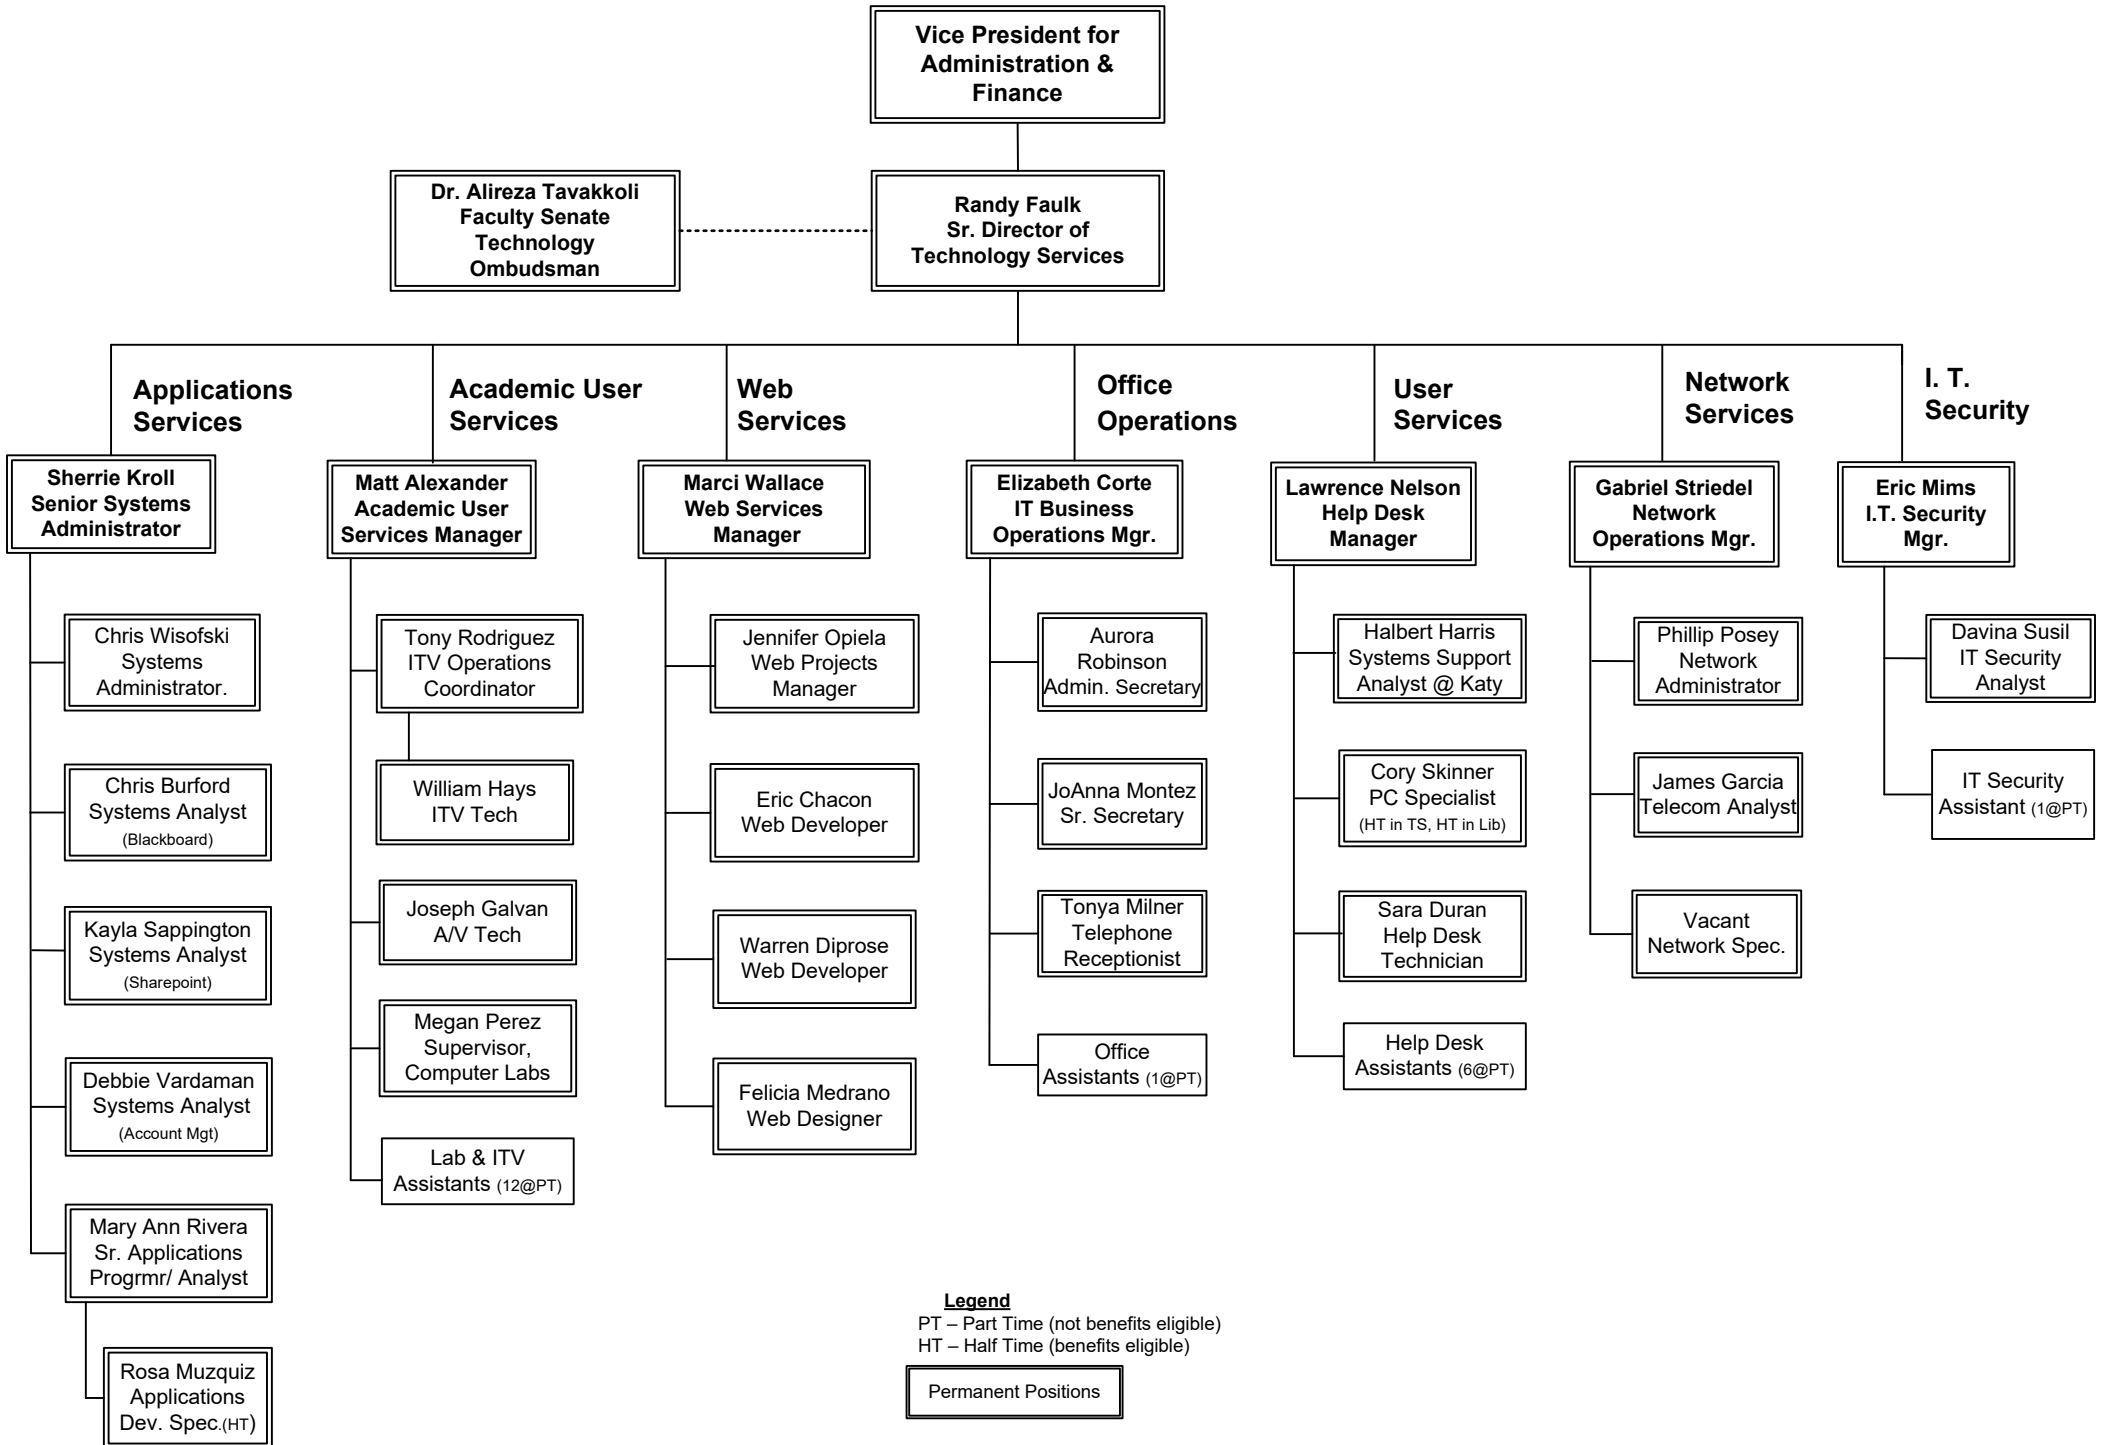 Vice President for
Administration &
Finance
Dr. Alireza Tavakkoli
Faculty Senate
Technology
Ombudsman
Randy Faulk
Sr. Director of
Technology Services
Applications
Services
Academic User
Services
Web
Services
Office
Operations
User
Services
Network
Services
I. T.
Security
Sherrie Kroll
Senior Systems
Administrator
Matt Alexander
Academic User
Services Manager
Marci Wallace
Web Services
Manager
Elizabeth Corte
IT Business
Operations Mgr.
Lawrence Nelson
Help Desk
Manager
Gabriel Striedel
Network
Operations Mgr.
Eric Mims
I.T. Security
Mgr.
Chris Wisofski
Systems
Administrator.
Chris Burford
Systems Analyst
(Blackboard)
Kayla Sappington
Systems Analyst
(Sharepoint)
Debbie Vardaman
Systems Analyst
(Account Mgt)
Mary Ann Rivera
Sr. Applications
Progrmr/ Analyst
Rosa Muzquiz
Applications
Dev. Spec.(HT)
Tony Rodriguez
ITV Operations
Coordinator
William Hays
ITV Tech
Joseph Galvan
A/V Tech
Megan Perez
Supervisor,
Computer Labs
Lab & ITV
Assistants (12@PT)
Jennifer Opiela
Web Projects
Manager
Eric Chacon
Web Developer
Warren Diprose
Web Developer
Felicia Medrano
Web Designer
Aurora
Robinson
Admin. Secretary
JoAnna Montez
Sr. Secretary
Tonya Milner
Telephone
Receptionist
Office
Assistants (1@PT)
Halbert Harris
Systems Support
Analyst @ Katy
Cory Skinner
PC Specialist
(HT in TS, HT in Lib)
Sara Duran
Help Desk
Technician
Help Desk
Assistants (6@PT)
Phillip Posey
Network
Administrator
James Garcia
Telecom Analyst
Vacant
Network Spec.
Davina Susil
IT Security
Analyst
IT Security
Assistant (1@PT)
Legend
PT – Part Time (not benefits eligible)
HT – Half Time (benefits eligible)
Permanent Positions